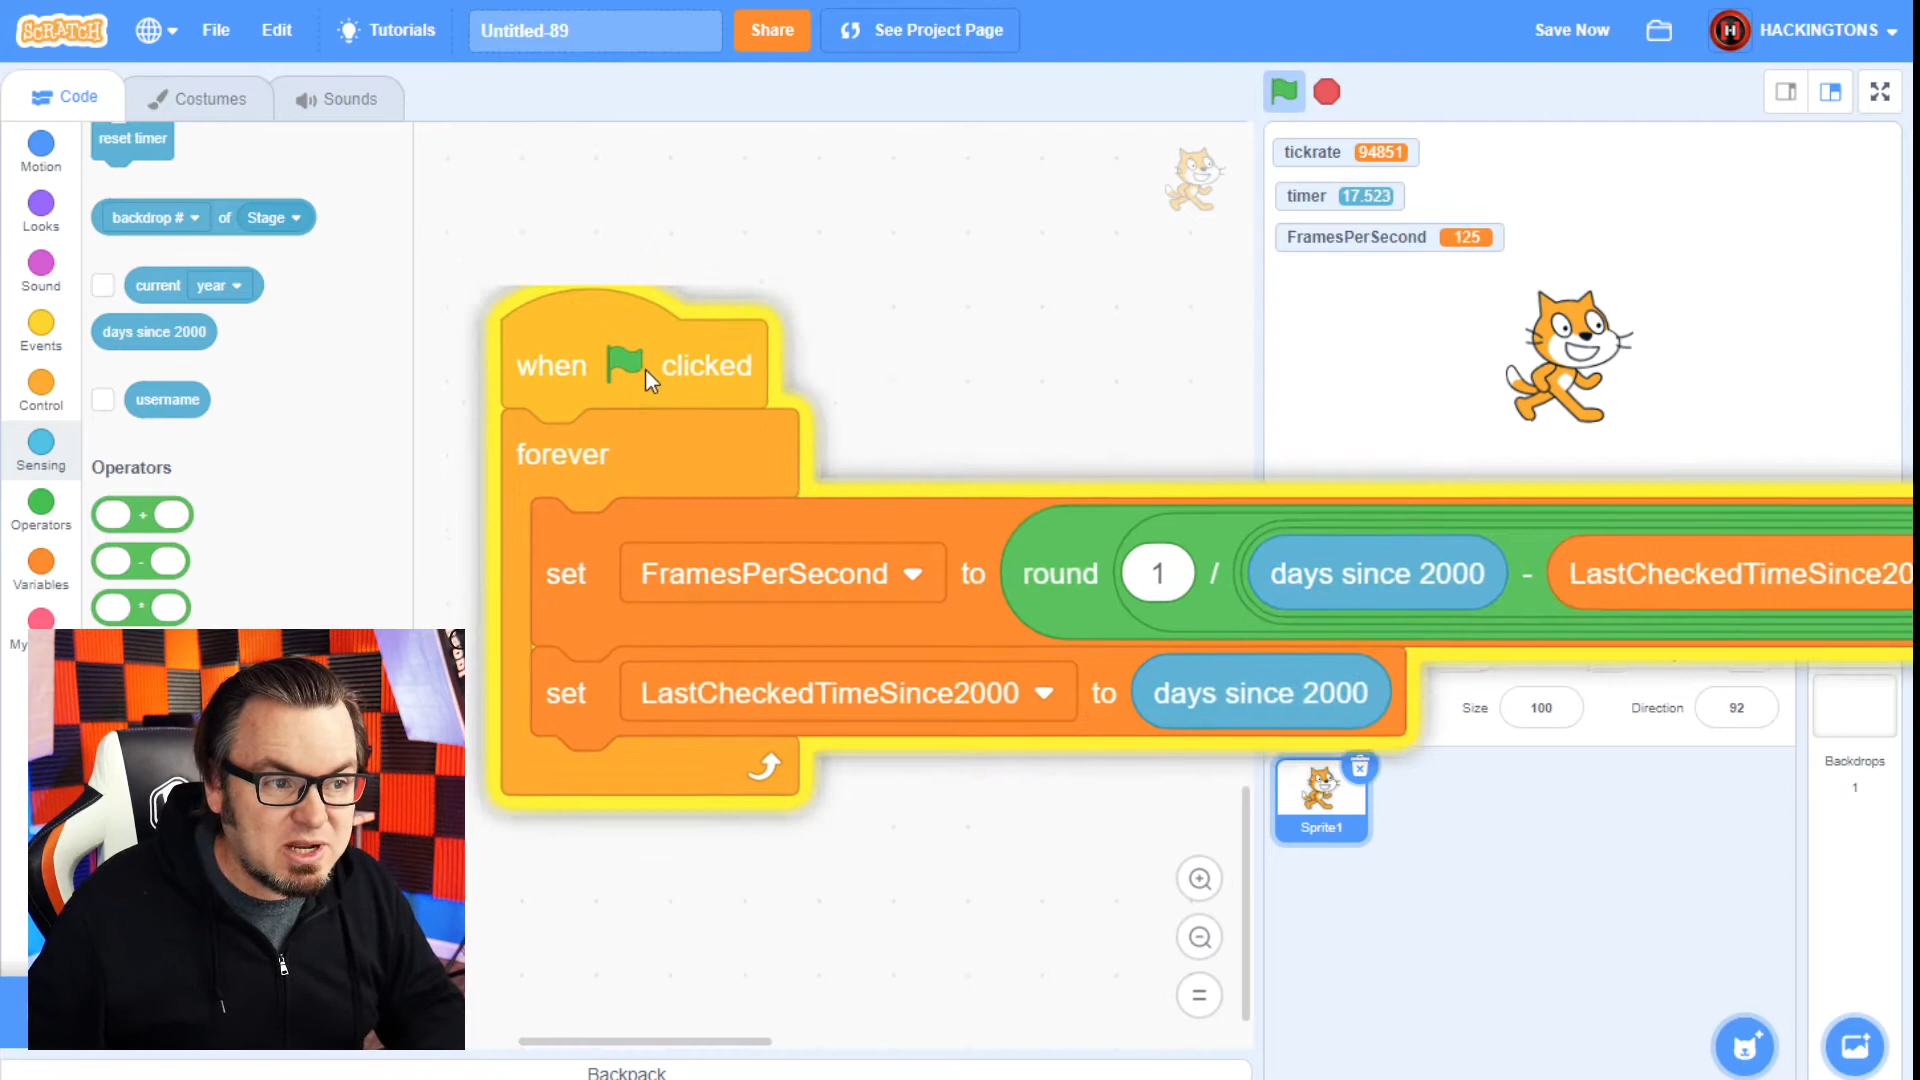 SCRATCH
File
Edit
Tutorials
Untitled-89
Share
See Project Page
Save Now
HACKINGTONS
Code
Costumes
Sounds
Motion
Looks
Sound
Events
Control
Sensing
Operators
Variables
My
reset timer
backdrop # of Stage
current year
days since 2000
username
Operators
+
-
*
when clicked
forever
set FramesPerSecond to round 1 / days since 2000 - LastCheckedTimeSince20
set LastCheckedTimeSince2000 to days since 2000
tickrate 94851
timer 17.523
FramesPerSecond 125
Size 100 Direction 92
Sprite1
Backdrops
1
Backpack